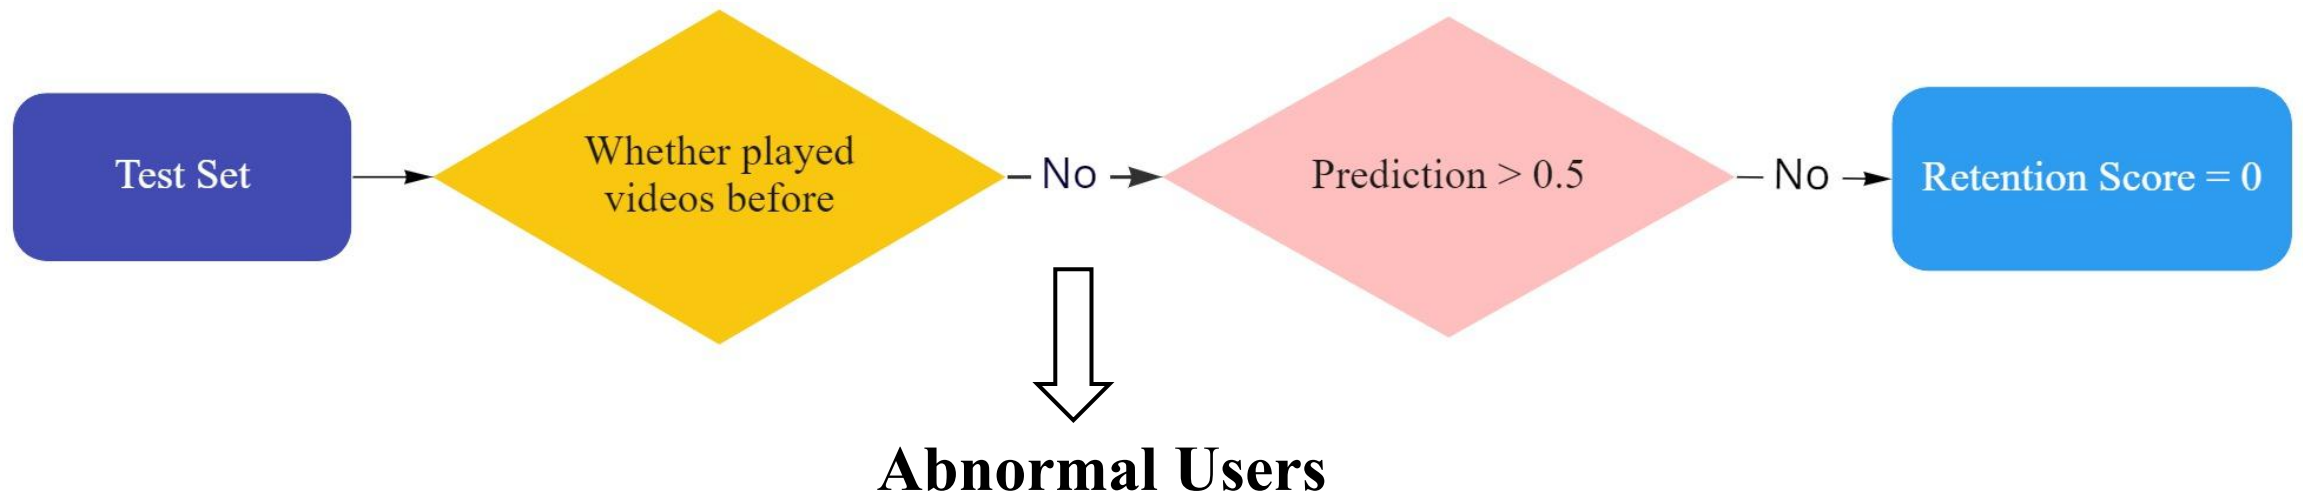 Test Set
Whether played
videos before
No
Prediction > 0.5
No
Retention Score = 0
Abnormal Users